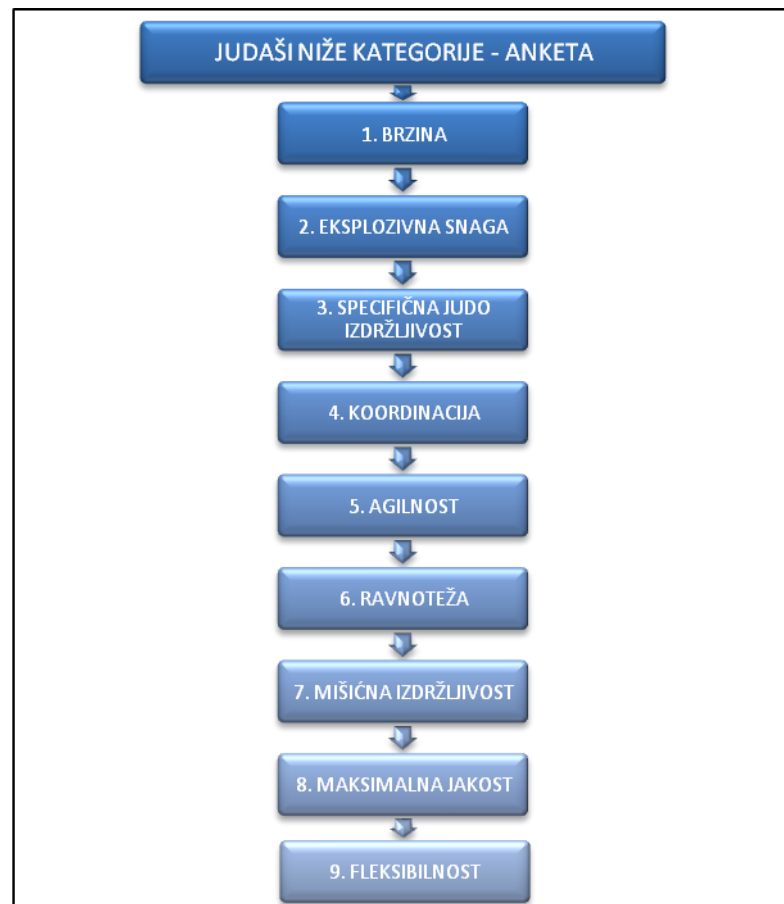 JUDAŠI NIŽE KATEGORIJE - ANKETA
1. BRZINA
2. EKSPLOZIVNA SNAGA
3. SPECIFIČNA JUDO
IZDRŽLJIVOST
4. KOORDINACIJA
5. AGILNOST
6. RAVNOTEŽA
7. MIŠIĆNA IZDRŽLJIVOST
8. MAKSIMALNA JAKOST
9. FLEKSIBILNOST